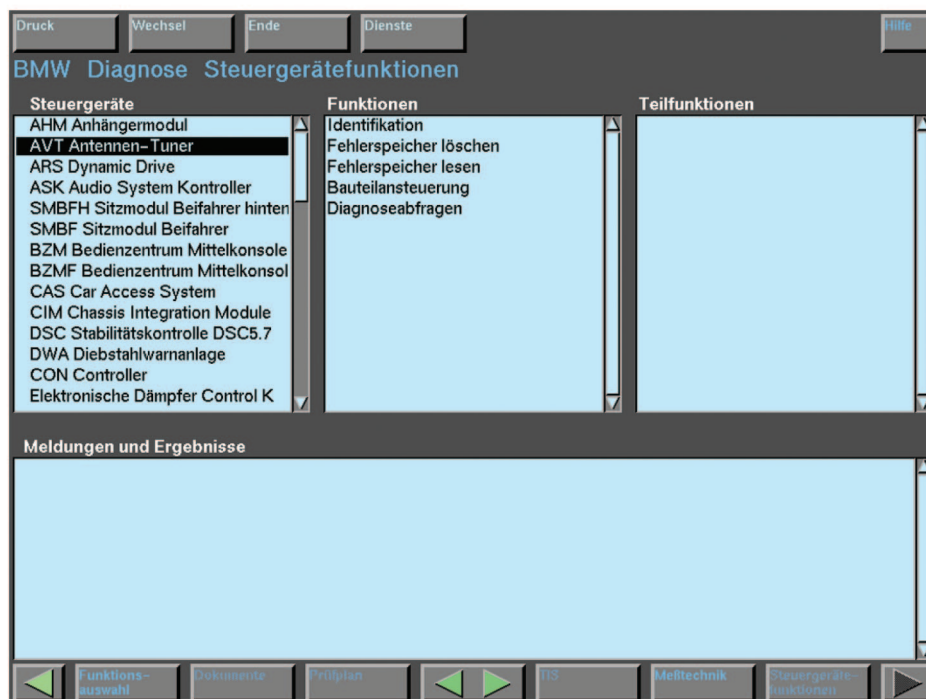 Druck
Wechsel
Ende
Dienste
Hilfe
BMW Diagnose Steuergerätefunktionen
Steuergeräte
AHM Anhängermodul
AVT Antennen-Tuner
ARS Dynamic Drive
ASK Audio System Kontroller
SMBFH Sitzmodul Beifahrer hinten
SMBF Sitzmodul Beifahrer
BZM Bedienzentrum Mittelkonsole
BZMF Bedienzentrum Mittelkonsol
CAS Car Access System
CIM Chassis Integration Module
DSC Stabilitätskontrolle DSC5.7
DWA Diebstahlwarnanlage
CON Controller
Elektronische Dämpfer Control K
Funktionen
Identifikation
Fehlerspeicher löschen
Fehlerspeicher lesen
Bauteilansteuerung
Diagnoseabfragen
Teilfunktionen
Meldungen und Ergebnisse
Funktions-
auswahl
Dokumente
Prüfplan
TIS
Meßtechnik
Steuergeräte-
funktionen